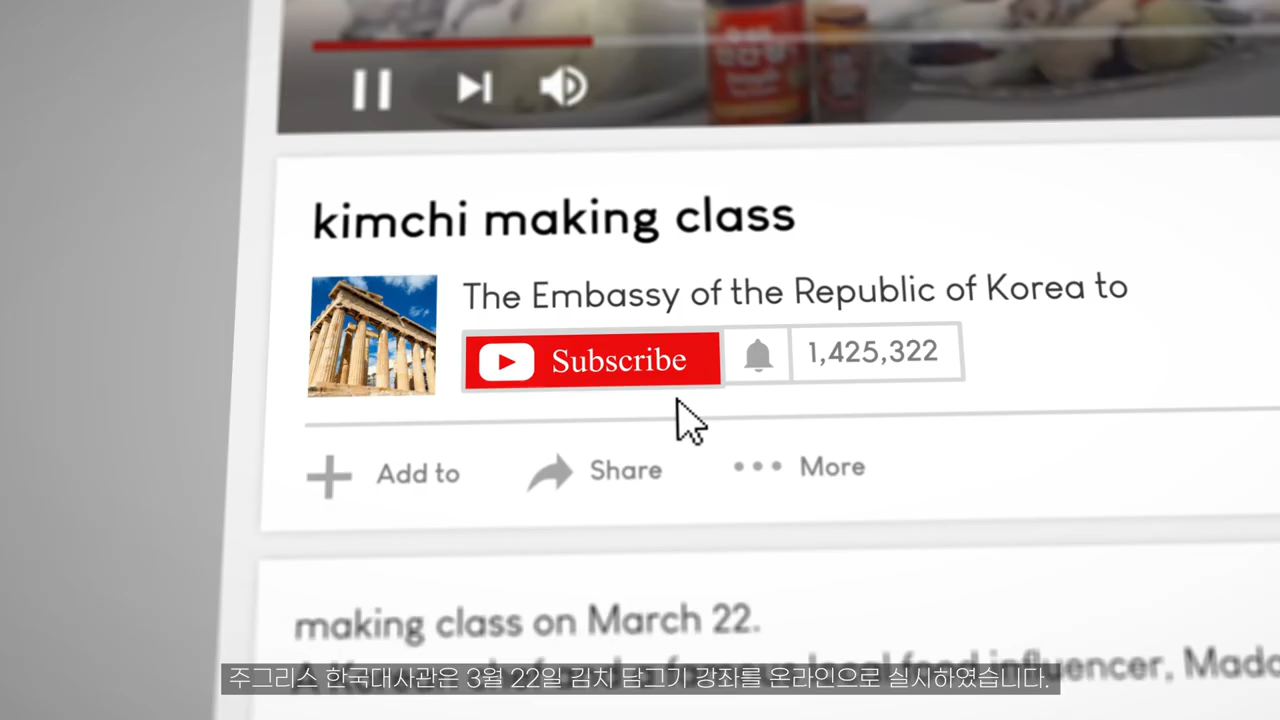 kimchi making class
The Embassy of the Republic of Korea to
Subscribe
1,425,322
Add to
Share
More
making class on March 22.
influencer, Mada
주그리스 한국대사관은 3월 22일 김치 담그기 강좌를 온라인으로 실시하였습니다.